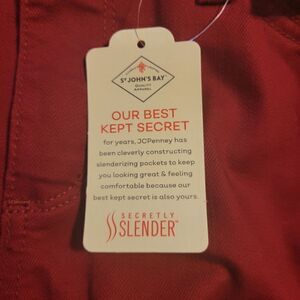 ST JOHN'S BAY
QUALITY
APPAREL
OUR BEST
KEPT SECRET
for years, JCPenney has
been cleverly constructing
slenderizing pockets to keep
you looking great & feeling
comfortable because our
best kept secret is also yours.
SECRETLY
SLENDER™